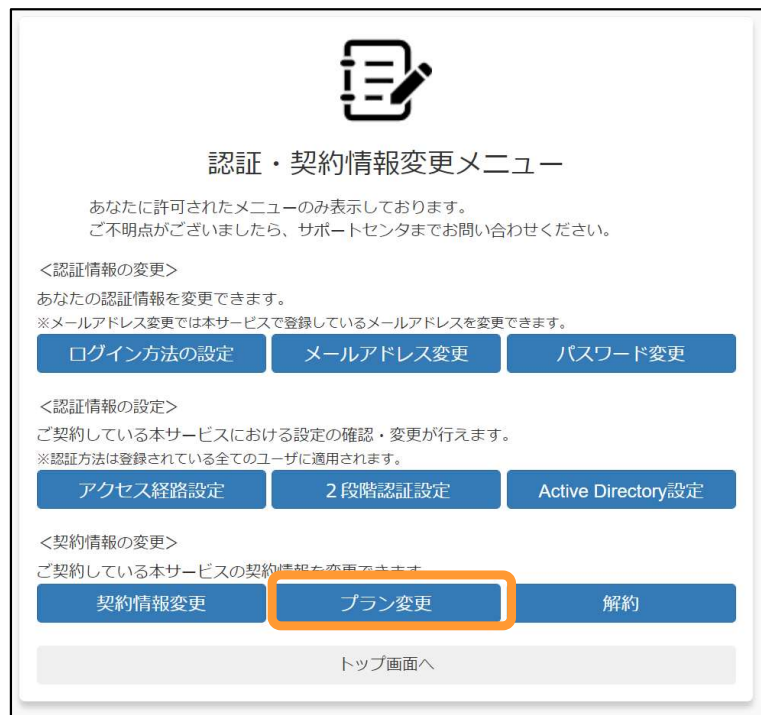 認証・契約情報変更メニュー
あなたに許可されたメニューのみ表示しております。
ご不明点がございましたら、サポートセンタまでお問い合わせください。
＜認証情報の変更＞
あなたの認証情報を変更できます。
※メールアドレス変更では本サービスで登録しているメールアドレスを変更できます。
ログイン方法の設定 メールアドレス変更 パスワード変更
＜認証情報の設定＞
ご契約している本サービスにおける設定の確認・変更が行えます。
※認証方法は登録されている全てのユーザに適用されます。
アクセス経路設定 ２段階認証設定 Active Directory設定
＜契約情報の変更＞
ご契約している本サービスの契約情報を変更できます。
契約情報変更 プラン変更 解約
トップ画面へ